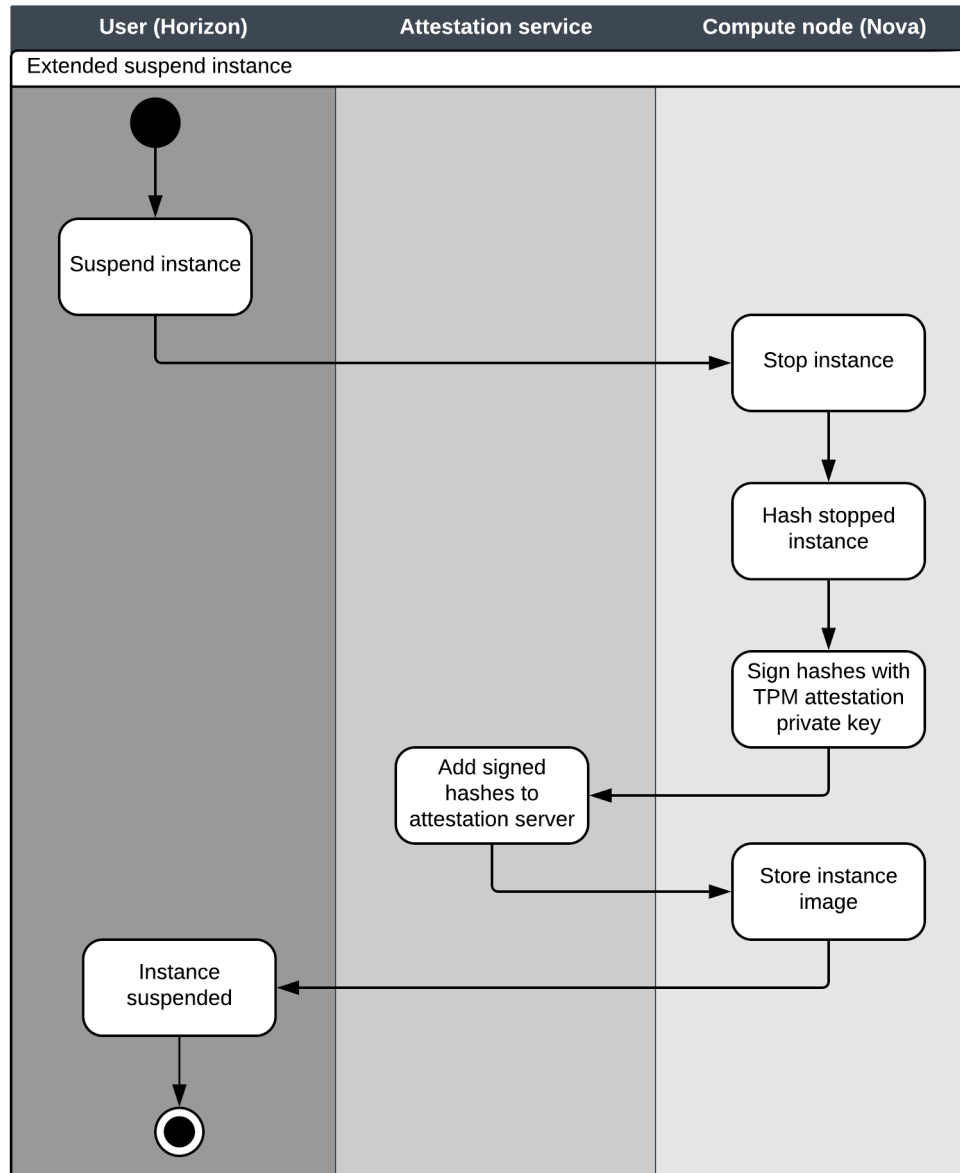 User (Horizon)
Attestation service
Compute node (Nova)
Extended suspend instance
Suspend instance
Stop instance
Hash stopped
instance
Sign hashes with
TPM attestation
private key
Add signed
hashes to
attestation server
Store instance
image
Instance
suspended